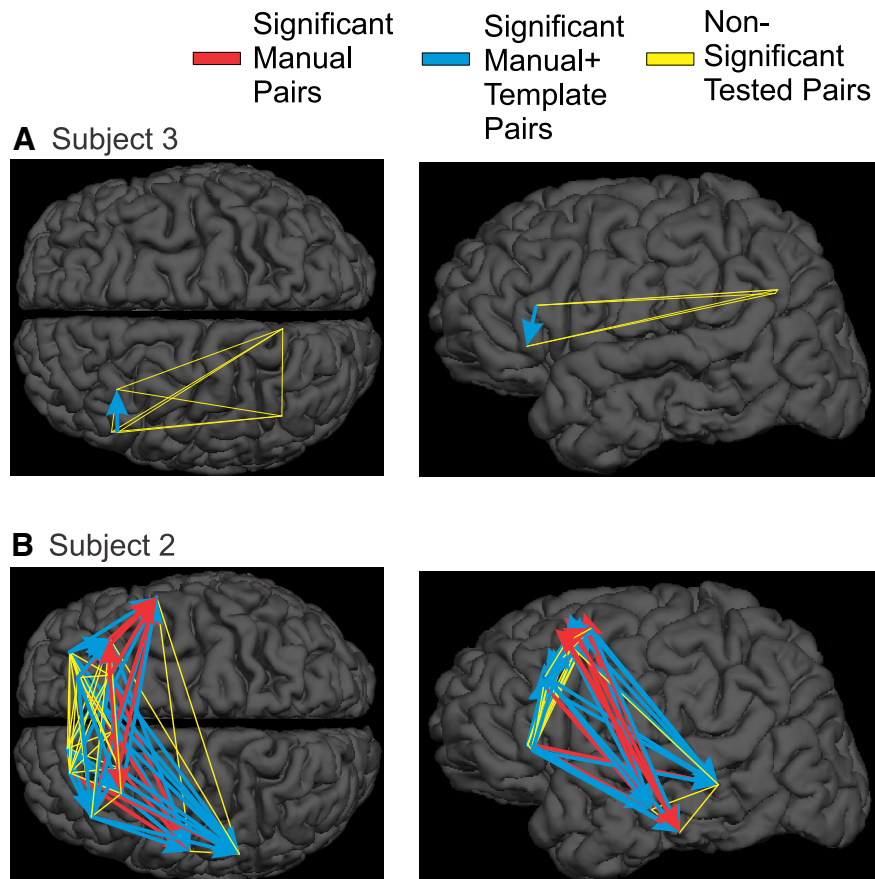 Significant
Manual
Pairs
Significant
Manual+
Template
Pairs
Non-
Significant
Tested Pairs
A Subject 3
B Subject 2